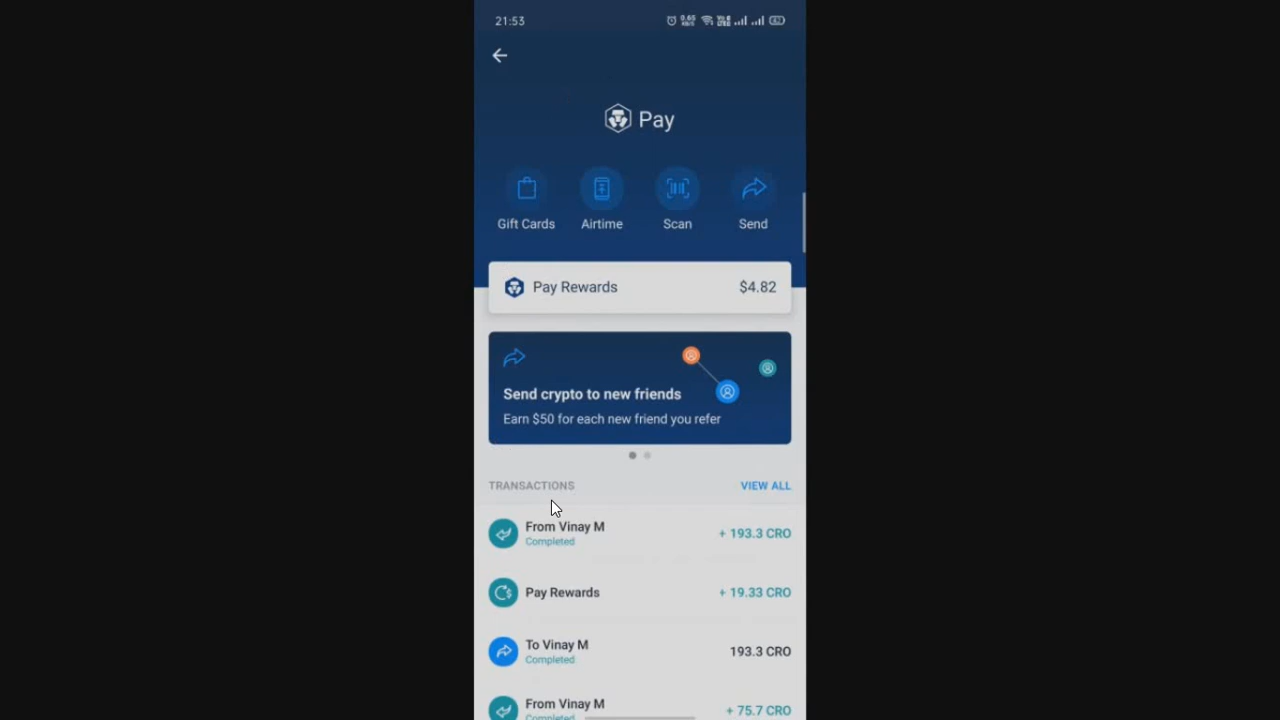 21:53
Pay
Gift Cards
Airtime
Scan
Send
Pay Rewards
$4.82
Send crypto to new friends
Earn $50 for each new friend you refer
TRANSACTIONS
VIEW ALL
From Vinay M
+ 193.3 CRO
Completed
Pay Rewards
+ 19.33 CRO
To Vinay M
193.3 CRO
Completed
From Vinay M
+ 75.7 CRO
Completed